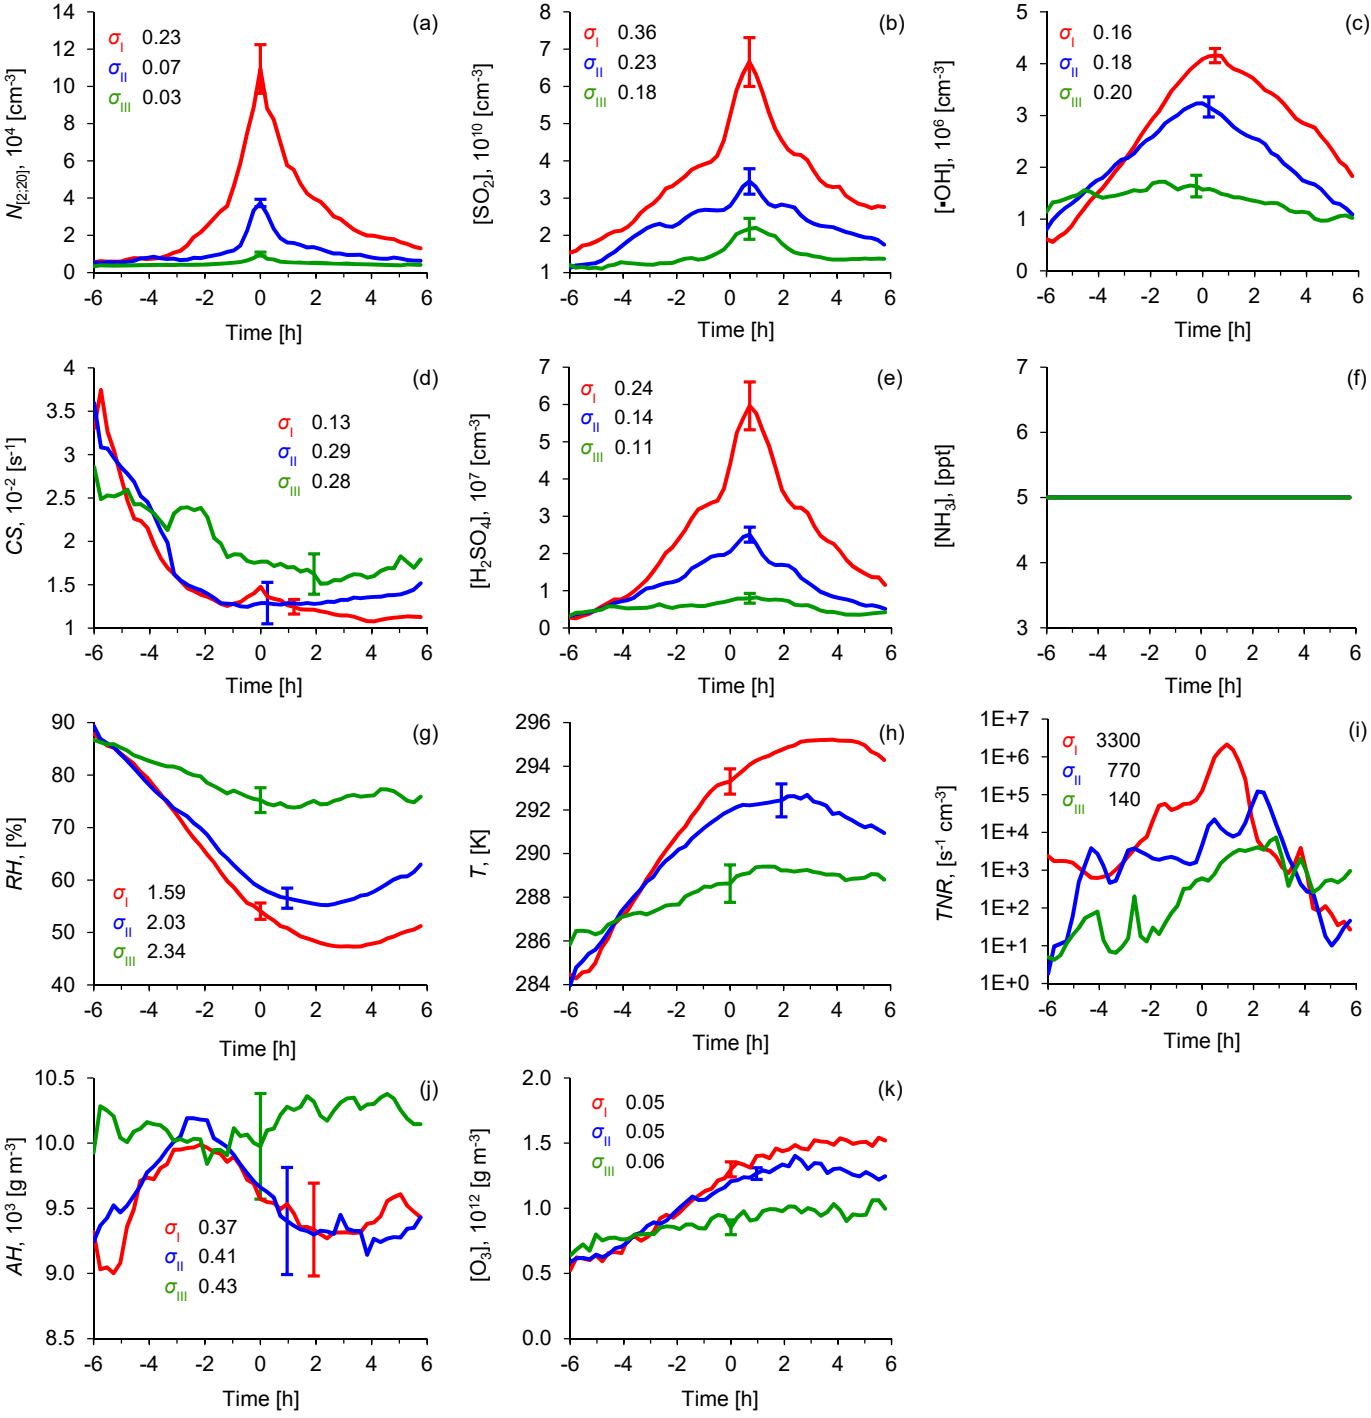 (a)
σI 0.23
σII 0.07
σIII 0.03
N[2;20], 10⁴ [cm⁻³]
14
12
10
8
6
4
2
0
-6 -4 -2 0 2 4 6
Time [h]
(b)
σI 0.36
σII 0.23
σIII 0.18
[SO₂], 10¹⁰ [cm⁻³]
8
7
6
5
4
3
2
1
-6 -4 -2 0 2 4 6
Time [h]
(c)
σI 0.16
σII 0.18
σIII 0.20
[▪OH], 10⁶ [cm⁻³]
5
4
3
2
1
0
-6 -4 -2 0 2 4 6
Time [h]
(d)
σI 0.13
σII 0.29
σIII 0.28
CS, 10⁻² [s⁻¹]
4
3.5
3
2.5
2
1.5
1
-6 -4 -2 0 2 4 6
Time [h]
(e)
σI 0.24
σII 0.14
σIII 0.11
[H₂SO₄], 10⁷ [cm⁻³]
7
6
5
4
3
2
1
0
-6 -4 -2 0 2 4 6
Time [h]
(f)
[NH₃], [ppt]
7
6
5
4
3
-6 -4 -2 0 2 4 6
Time [h]
(g)
σI 1.59
σII 2.03
σIII 2.34
RH, [%]
90
80
70
60
50
40
-6 -4 -2 0 2 4 6
Time [h]
(h)
T, [K]
296
294
292
290
288
286
284
-6 -4 -2 0 2 4 6
Time [h]
(i)
σI 3300
σII 770
σIII 140
TNR, [s⁻¹ cm⁻³]
1E+7
1E+6
1E+5
1E+4
1E+3
1E+2
1E+1
1E+0
-6 -4 -2 0 2 4 6
Time [h]
(j)
σI 0.37
σII 0.41
σIII 0.43
AH, 10³ [g m⁻³]
10.5
10.0
9.5
9.0
8.5
-6 -4 -2 0 2 4 6
Time [h]
(k)
σI 0.05
σII 0.05
σIII 0.06
[O₃], 10¹² [g m⁻³]
2.0
1.5
1.0
0.5
0.0
-6 -4 -2 0 2 4 6
Time [h]